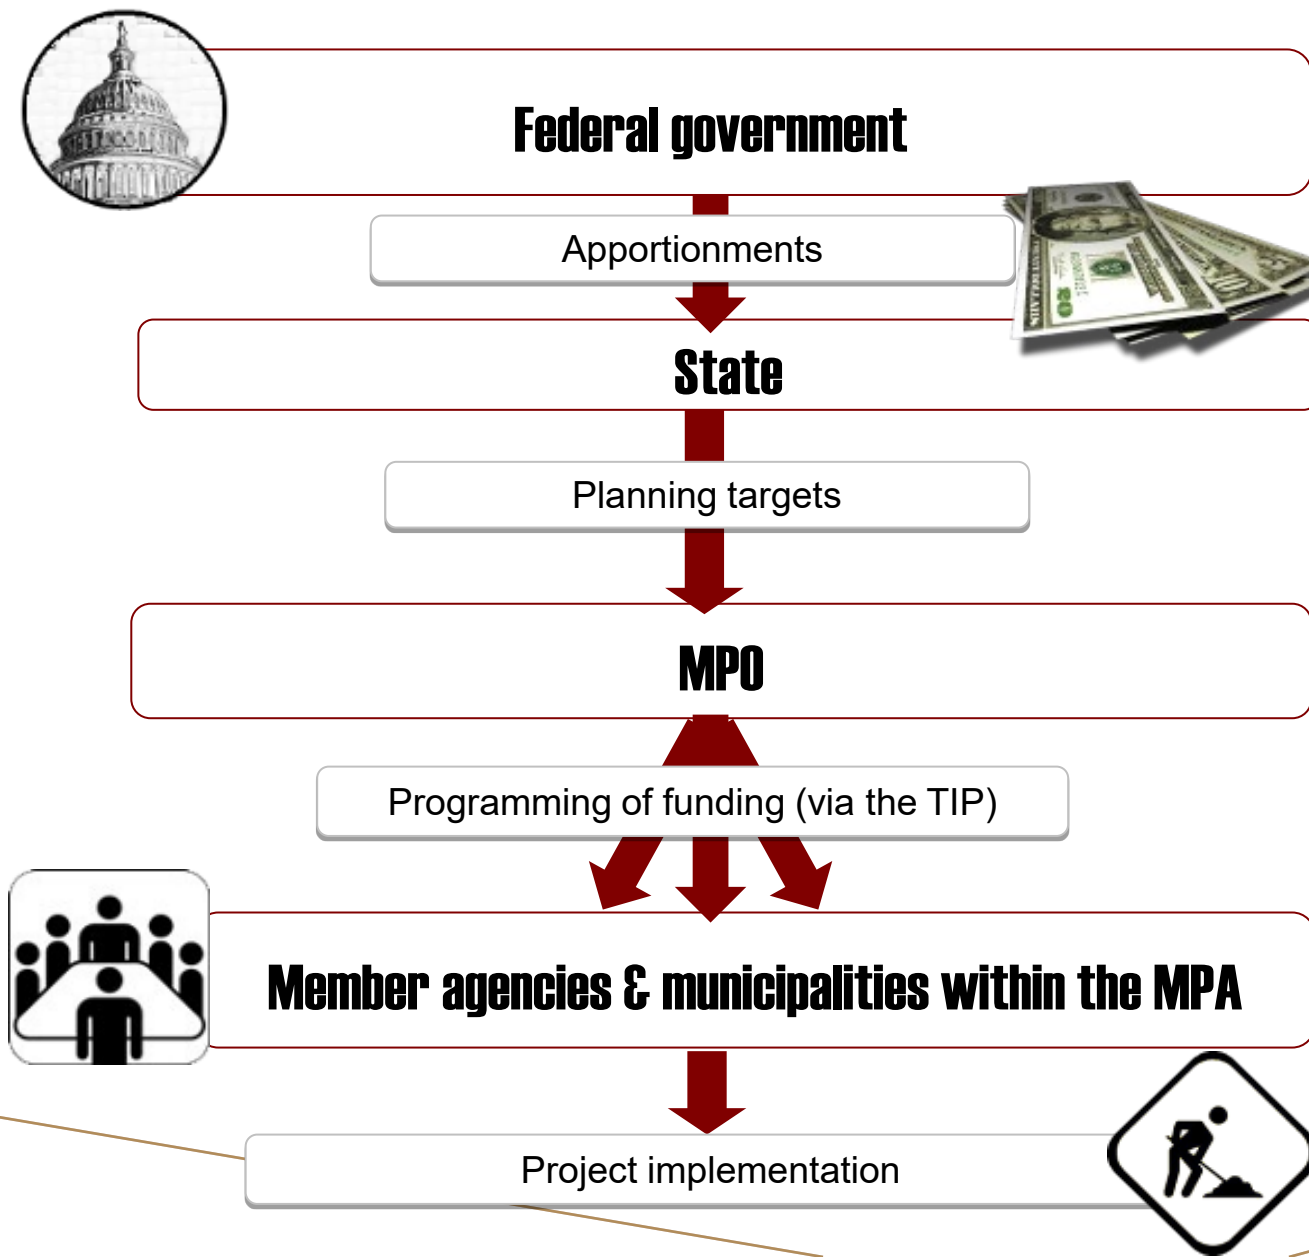 Federal government
Apportionments
State
Planning targets
MPO
Programming of funding (via the TIP)
Member agencies & municipalities within the MPA
Project implementation